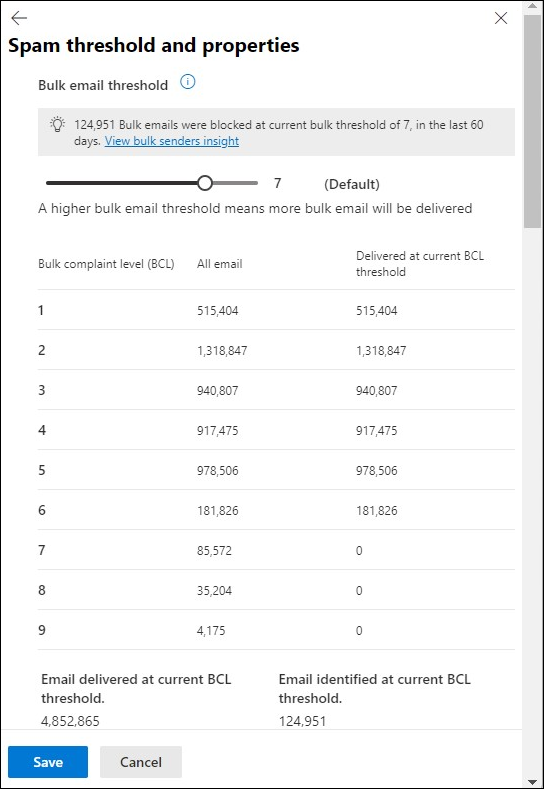 Spam threshold and properties
Bulk email threshold
124,951 Bulk emails were blocked at current bulk threshold of 7, in the last 60
days. View bulk senders insight
7 (Default)
A higher bulk email threshold means more bulk email will be delivered
Bulk complaint level (BCL) All email Delivered at current BCL
threshold
1 515,404 515,404
2 1,318,847 1,318,847
3 940,807 940,807
4 917,475 917,475
5 978,506 978,506
6 181,826 181,826
7 85,572 0
8 35,204 0
9 4,175 0
Email delivered at current BCL Email identified at current BCL
threshold. threshold.
4,852,865 124,951
Save Cancel